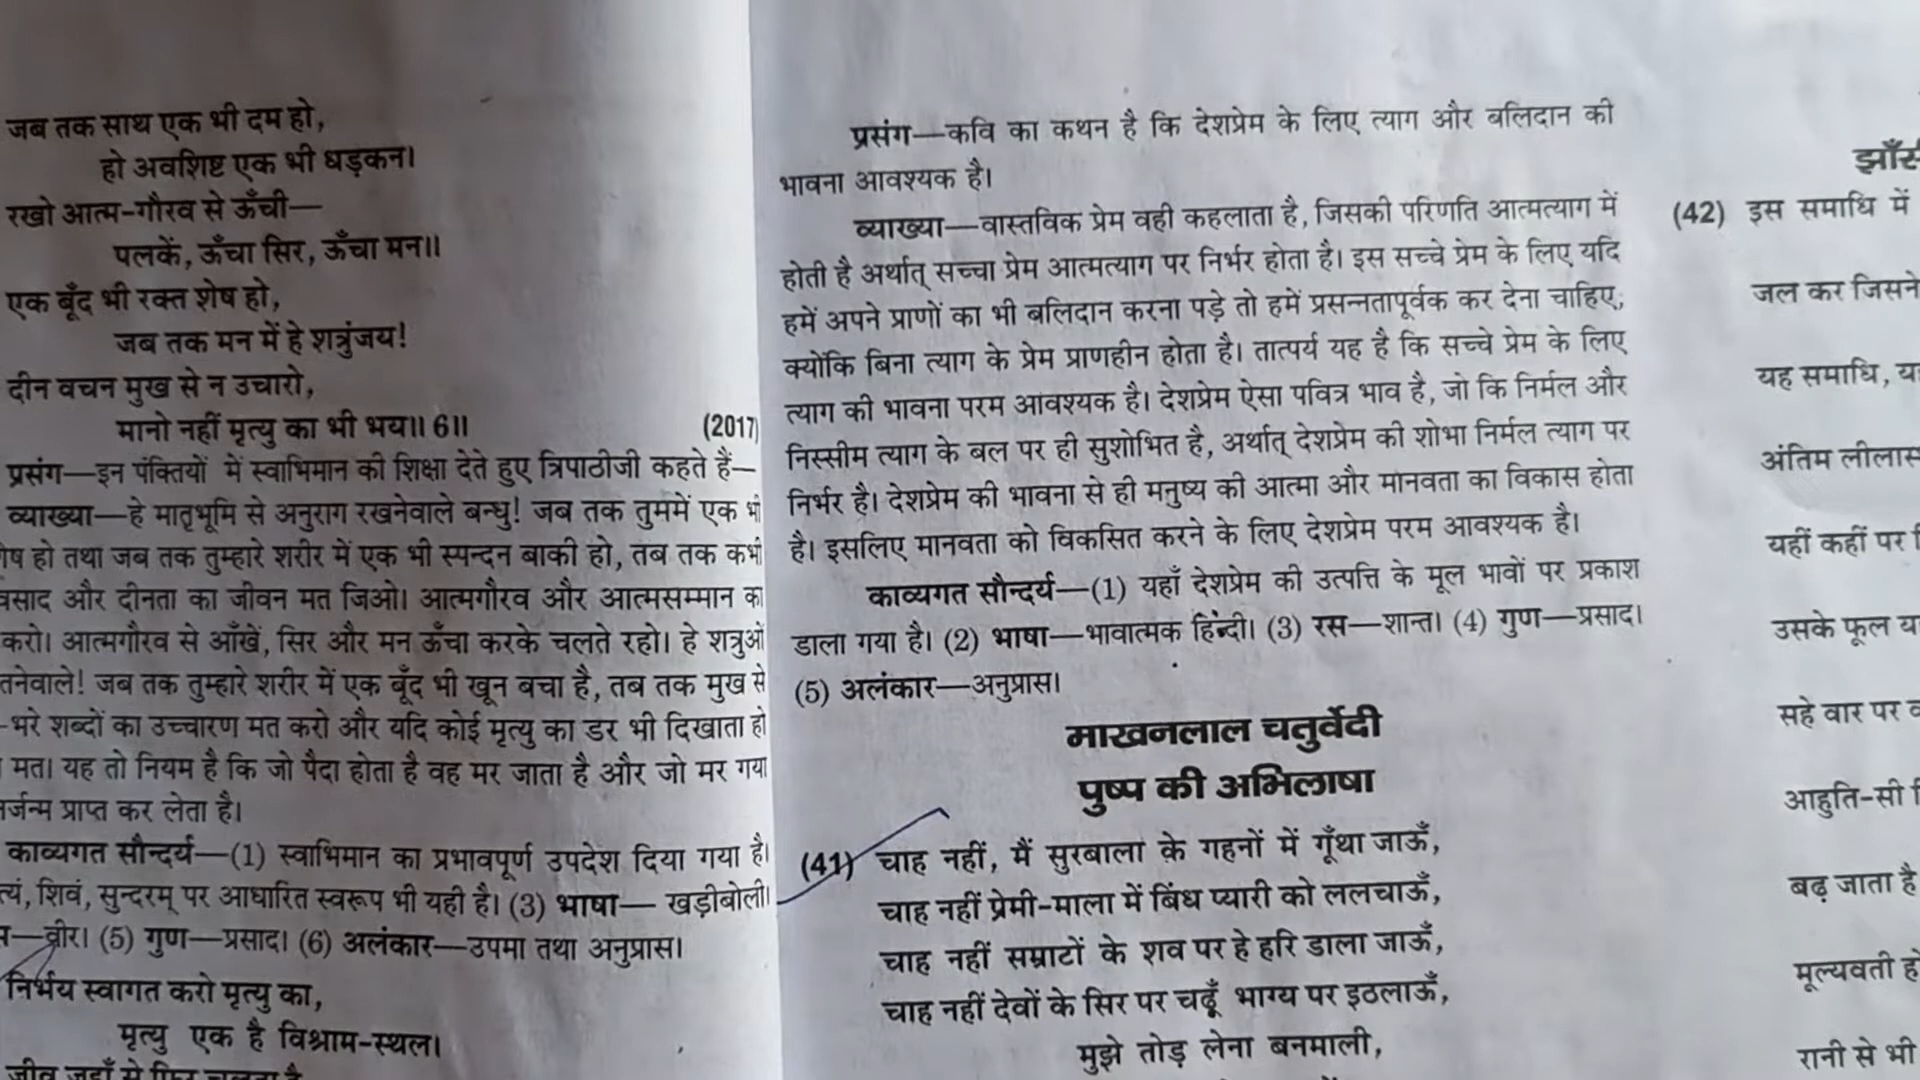 जब तक साथ एक भी दम हो,
हो अवशिष्ट एक भी धड़कन।
रखो आत्म-गौरव से ऊँची—
पलकें, ऊँचा सिर, ऊँचा मन॥
एक बूँद भी रक्त शेष हो,
जब तक मन में हे शत्रुंजय!
दीन वचन मुख से न उचारो,
मानो नहीं मृत्यु का भी भय॥ 6॥ (2017)
प्रसंग—इन पंक्तियों में स्वाभिमान की शिक्षा देते हुए त्रिपाठीजी कहते हैं—
व्याख्या—हे मातृभूमि से अनुराग रखनेवाले बन्धु! जब तक तुममें एक भी
हो तथा जब तक तुम्हारे शरीर में एक भी स्पन्दन बाकी हो, तब तक कभी
और दीनता का जीवन मत जिओ। आत्मगौरव और आत्मसम्मान का
करो। आत्मगौरव से आँखें, सिर और मन ऊँचा करके चलते रहो। हे शत्रुओं
तनेवाले! जब तक तुम्हारे शरीर में एक बूँद भी खून बचा है, तब तक मुख से
-भरे शब्दों का उच्चारण मत करो और यदि कोई मृत्यु का डर भी दिखाता हो
मत। यह तो नियम है कि जो पैदा होता है वह मर जाता है और जो मर गया
र्जन्म प्राप्त कर लेता है।
काव्यगत सौन्दर्य—(1) स्वाभिमान का प्रभावपूर्ण उपदेश दिया गया है।
त्यं, शिवं, सुन्दरम् पर आधारित स्वरूप भी यही है। (3) भाषा— खड़ीबोली।
—वीर। (5) गुण—प्रसाद। (6) अलंकार—उपमा तथा अनुप्रास।
निर्भय स्वागत करो मृत्यु का,
मृत्यु एक है विश्राम-स्थल।
प्रसंग—कवि का कथन है कि देशप्रेम के लिए त्याग और बलिदान की
भावना आवश्यक है।
व्याख्या—वास्तविक प्रेम वही कहलाता है, जिसकी परिणति आत्मत्याग में
होती है अर्थात् सच्चा प्रेम आत्मत्याग पर निर्भर होता है। इस सच्चे प्रेम के लिए यदि
हमें अपने प्राणों का भी बलिदान करना पड़े तो हमें प्रसन्नतापूर्वक कर देना चाहिए,
क्योंकि बिना त्याग के प्रेम प्राणहीन होता है। तात्पर्य यह है कि सच्चे प्रेम के लिए
त्याग की भावना परम आवश्यक है। देशप्रेम ऐसा पवित्र भाव है, जो कि निर्मल और
निस्सीम त्याग के बल पर ही सुशोभित है, अर्थात् देशप्रेम की शोभा निर्मल त्याग पर
निर्भर है। देशप्रेम की भावना से ही मनुष्य की आत्मा और मानवता का विकास होता
है। इसलिए मानवता को विकसित करने के लिए देशप्रेम परम आवश्यक है।
काव्यगत सौन्दर्य—(1) यहाँ देशप्रेम की उत्पत्ति के मूल भावों पर प्रकाश
डाला गया है। (2) भाषा—भावात्मक हिन्दी। (3) रस—शान्त। (4) गुण—प्रसाद।
(5) अलंकार—अनुप्रास।
माखनलाल चतुर्वेदी
पुष्प की अभिलाषा
(41) चाह नहीं, मैं सुरबाला के गहनों में गूँथा जाऊँ,
चाह नहीं प्रेमी-माला में बिंध प्यारी को ललचाऊँ,
चाह नहीं सम्राटों के शव पर हे हरि डाला जाऊँ,
चाह नहीं देवों के सिर पर चढूँ भाग्य पर इठलाऊँ,
मुझे तोड़ लेना बनमाली,
(42) इस समाधि में
जल कर जिसने
यह समाधि,
अंतिम
यहीं कहीं पर
उसके फूल
सहे वार पर
आहुति-सी
बढ़ जाता है
मूल्यवती
रानी से भी